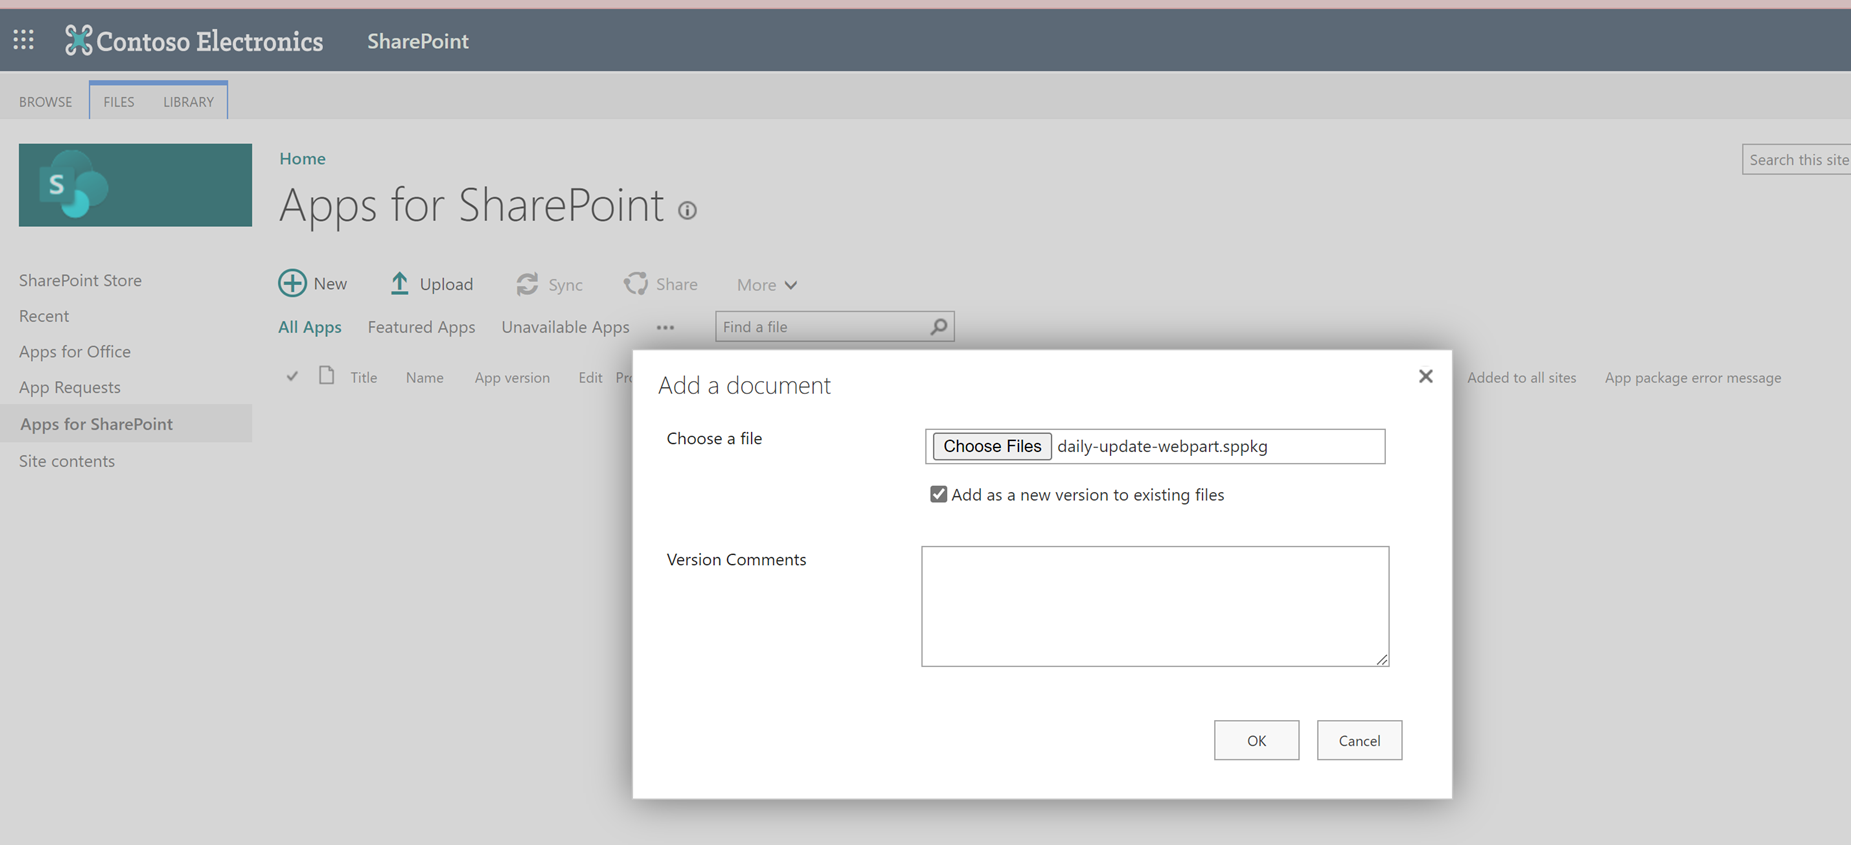 Contoso Electronics SharePoint
BROWSE FILES LIBRARY
S
Home
Search this site
Apps for SharePoint
SharePoint Store
Recent
Apps for Office
App Requests
Apps for SharePoint
Site contents
New Upload Sync Share More
All Apps Featured Apps Unavailable Apps ••• Find a file
Title Name App version Edit Pr Added to all sites App package error message
Add a document
Choose a file Choose Files daily-update-webpart.sppkg
Add as a new version to existing files
Version Comments
OK Cancel